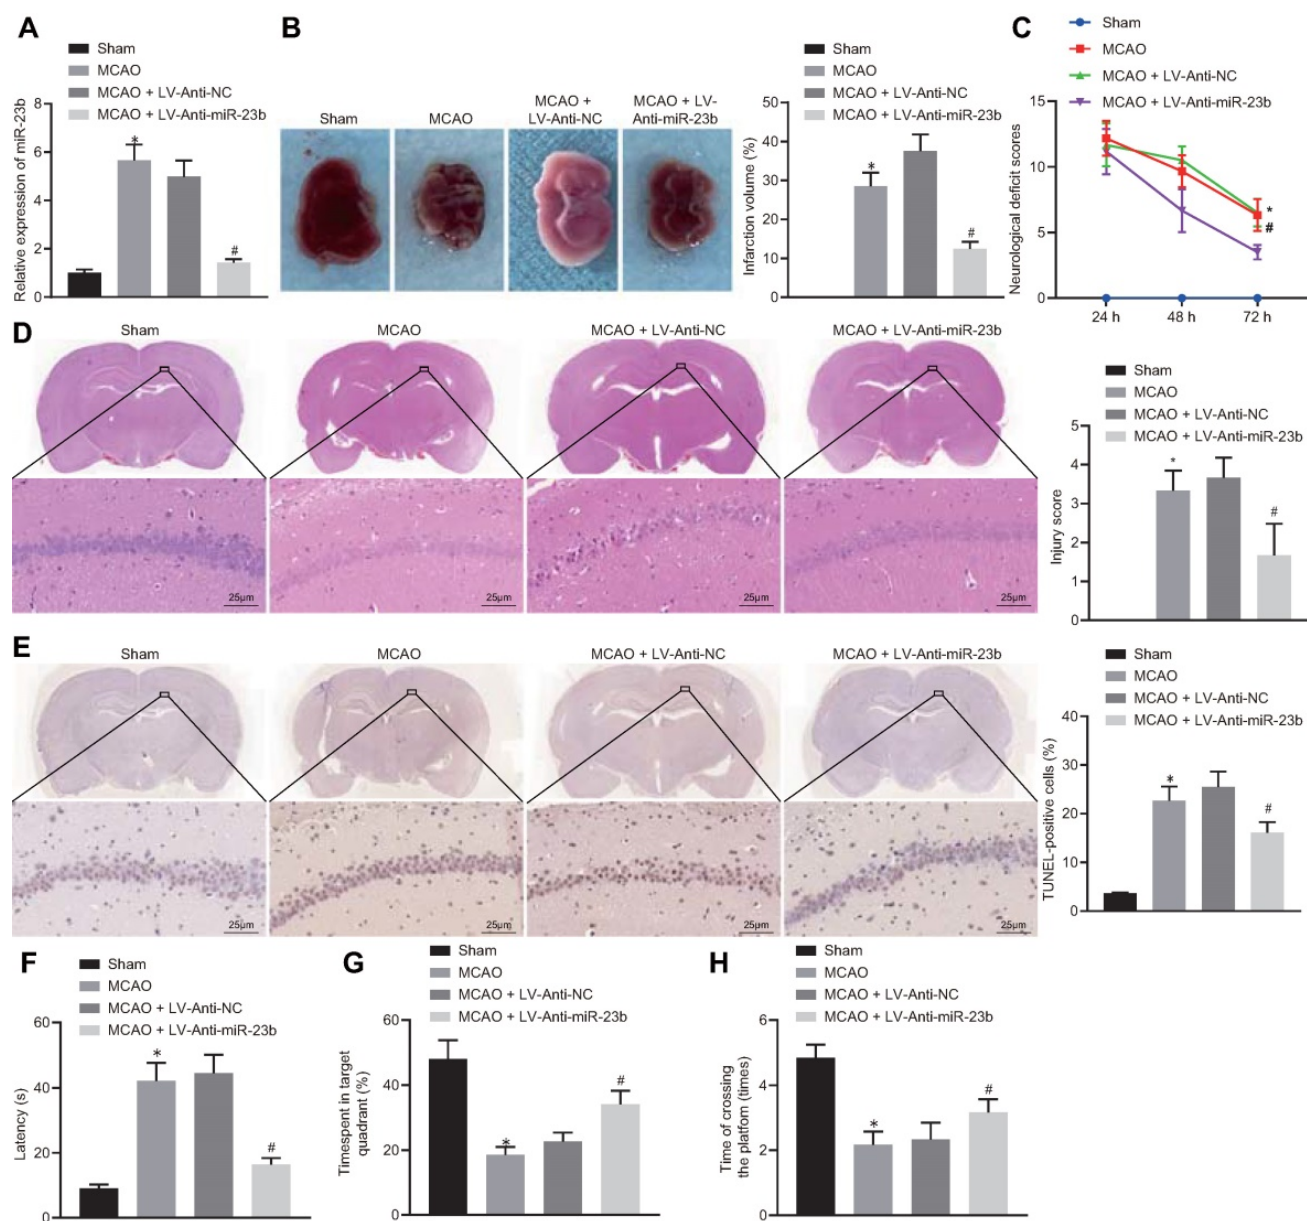 A
Sham
MCAO
MCAO + LV-Anti-NC
MCAO + LV-Anti-miR-23b
Relative expression of miR-23b
8
6
4
2
0
*
#
B
Sham
MCAO
MCAO +
LV-Anti-NC
MCAO + LV-
Anti-miR-23b
Sham
MCAO
MCAO + LV-Anti-NC
MCAO + LV-Anti-miR-23b
Infarction volume (%)
50
40
30
20
10
0
*
#
C
Sham
MCAO
MCAO + LV-Anti-NC
MCAO + LV-Anti-miR-23b
Neurological deficit scores
15
10
5
0
*
#
24 h
48 h
72 h
D
Sham
MCAO
MCAO + LV-Anti-NC
MCAO + LV-Anti-miR-23b
25μm
25μm
25μm
25μm
Sham
MCAO
MCAO + LV-Anti-NC
MCAO + LV-Anti-miR-23b
Injury score
5
4
3
2
1
0
*
#
E
Sham
MCAO
MCAO + LV-Anti-NC
MCAO + LV-Anti-miR-23b
25μm
25μm
25μm
25μm
Sham
MCAO
MCAO + LV-Anti-NC
MCAO + LV-Anti-miR-23b
TUNEL-positive cells (%)
40
30
20
10
0
*
#
F
Sham
MCAO
MCAO + LV-Anti-NC
MCAO + LV-Anti-miR-23b
Latency (s)
60
40
20
0
*
#
G
Sham
MCAO
MCAO + LV-Anti-NC
MCAO + LV-Anti-miR-23b
Timespent in target
quadrant (%)
60
40
20
0
*
#
H
Sham
MCAO
MCAO + LV-Anti-NC
MCAO + LV-Anti-miR-23b
Time of crossing
the platfom (times)
6
4
2
0
*
#